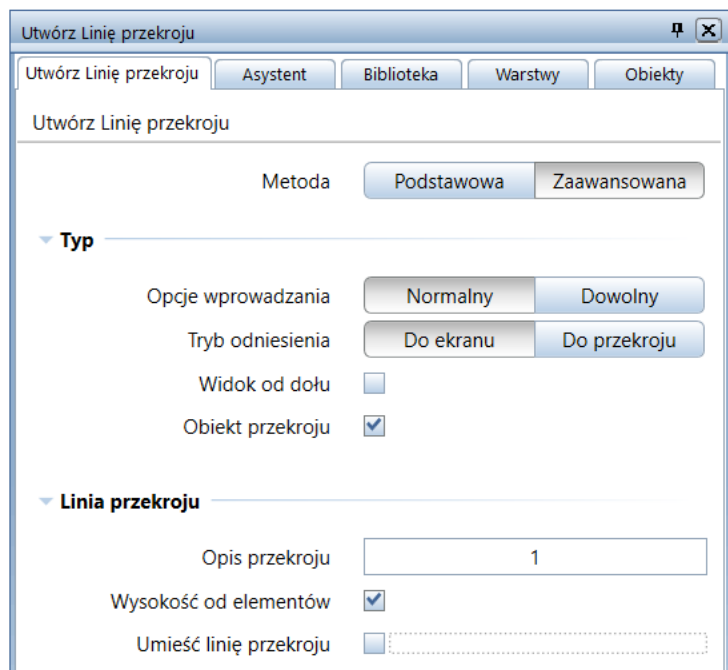 Utwórz Linię przekroju
Utwórz Linię przekroju Asystent Biblioteka Warstwy Obiekty
Utwórz Linię przekroju
Metoda Podstawowa Zaawansowana
Typ
Opcje wprowadzania Normalny Dowolny
Tryb odniesienia Do ekranu Do przekroju
Widok od dołu
Obiekt przekroju
Linia przekroju
Opis przekroju 1
Wysokość od elementów
Umieść linię przekroju